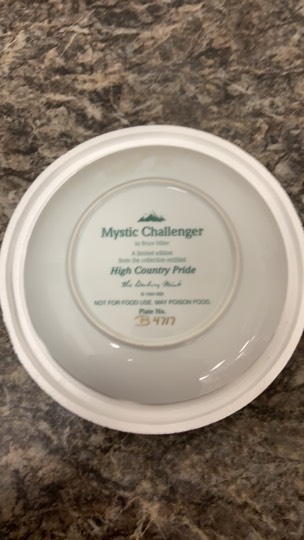 Mystic Challenger
by Bruce Miller
A limited edition
from the collection entitled
High Country Pride
The Danbury Mint
NOT FOR FOOD USE. MAY POISON FOOD.
Plate No.
B 4717